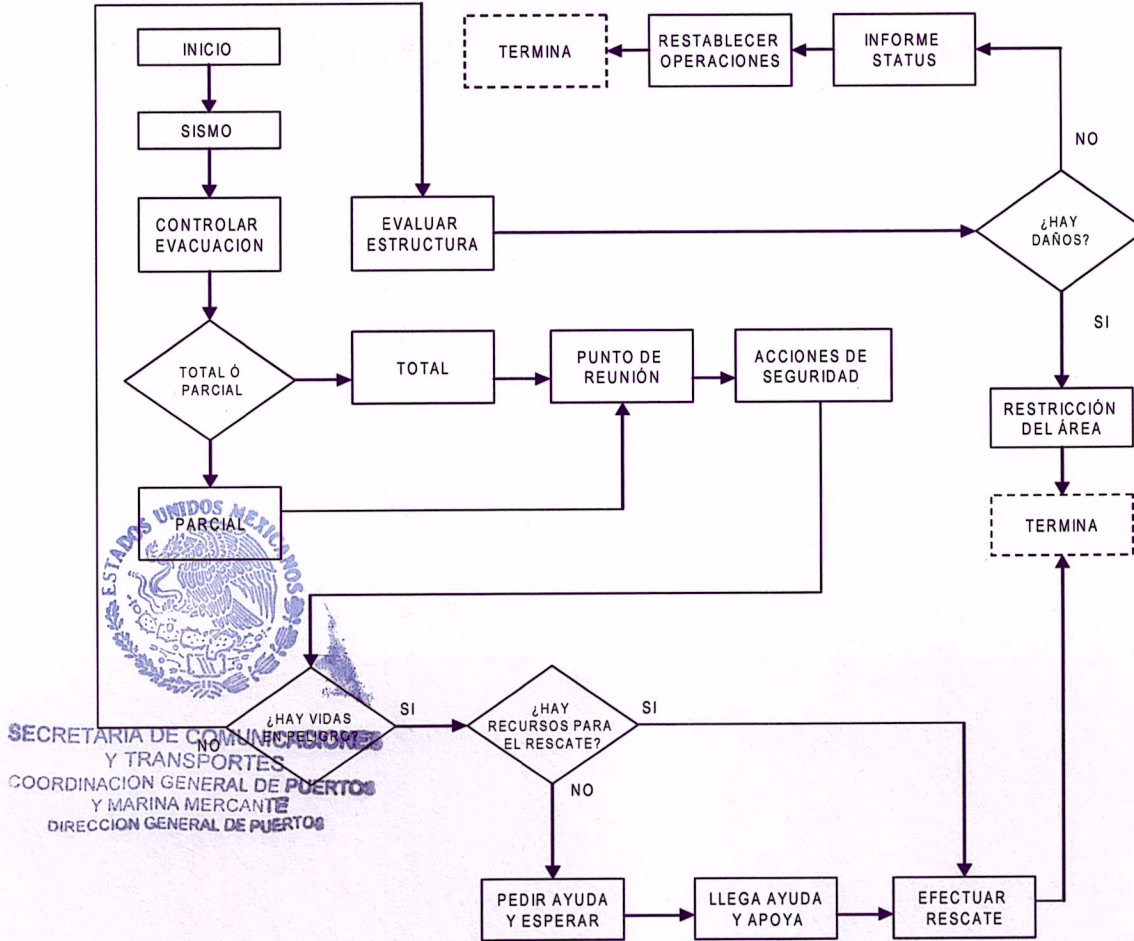 INICIO
SISMO
CONTROLAR
EVACUACION
TOTAL Ó
PARCIAL
PARCIAL
TOTAL
PUNTO DE
REUNIÓN
ACCIONES DE
SEGURIDAD
EVALUAR
ESTRUCTURA
TERMINA
RESTABLECER
OPERACIONES
INFORME
STATUS
NO
¿HAY
DAÑOS?
SI
RESTRICCIÓN
DEL ÁREA
TERMINA
¿HAY VIDAS
EN PELIGRO?
NO
SI
¿HAY
RECURSOS PARA
EL RESCATE?
SI
NO
PEDIR AYUDA
Y ESPERAR
LLEGA AYUDA
Y APOYA
EFECTUAR
RESCATE
ESTADOS UNIDOS MEXICANOS
SECRETARIA DE COMUNICACIONES
Y TRANSPORTES
COORDINACION GENERAL DE PUERTOS
Y MARINA MERCANTE
DIRECCION GENERAL DE PUERTOS